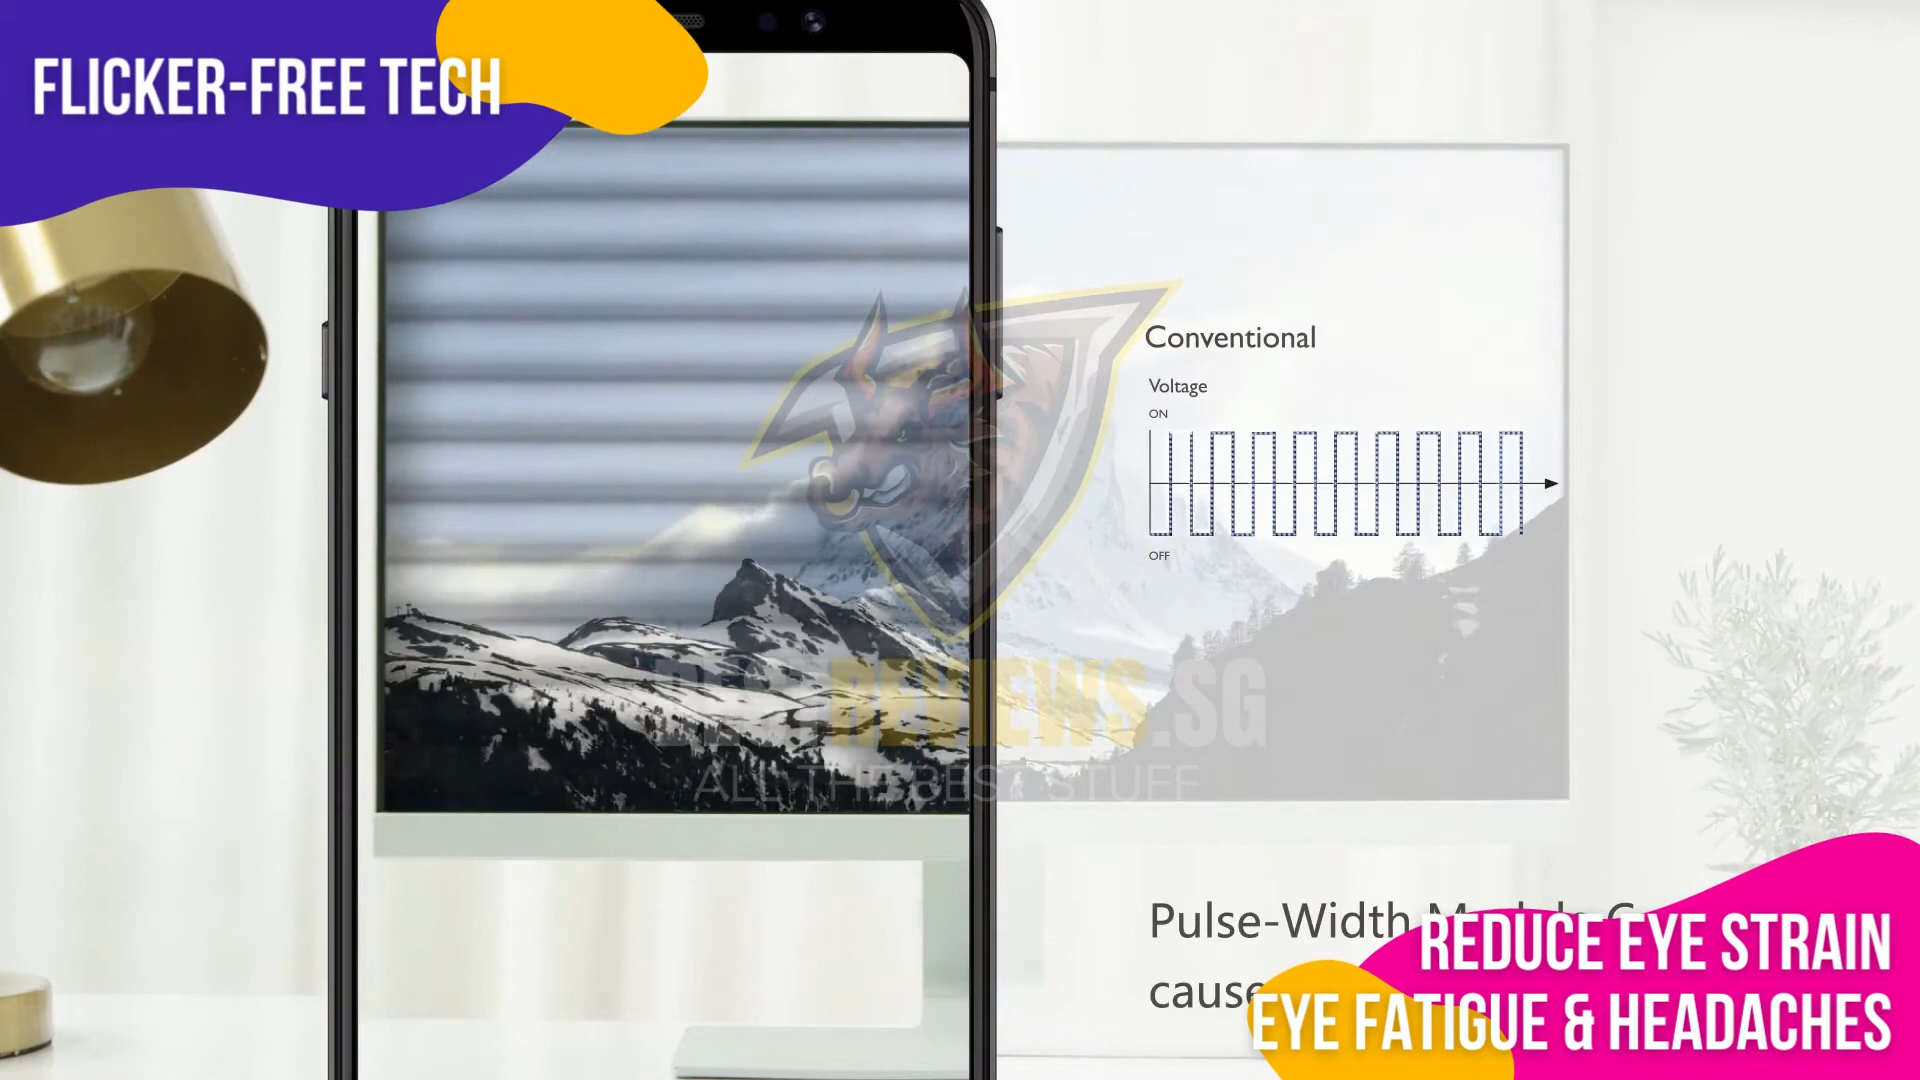 FLICKER-FREE TECH
Conventional
Voltage
ON
OFF
REVIEWS.SG
ALL THE BEST STUFF
Pulse-Width
cause
REDUCE EYE STRAIN
EYE FATIGUE & HEADACHES